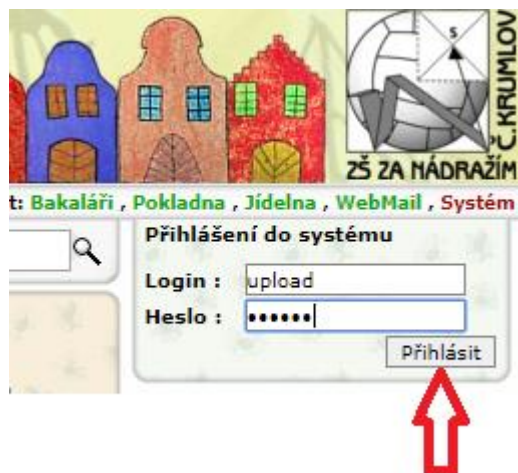 S
Č. KRUMLOV
ZŠ ZA NÁDRAŽÍM
t: Bakaláři , Pokladna , Jídelna , WebMail , Systém
Přihlášení do systému
Login : upload
Heslo : ••••••
Přihlásit